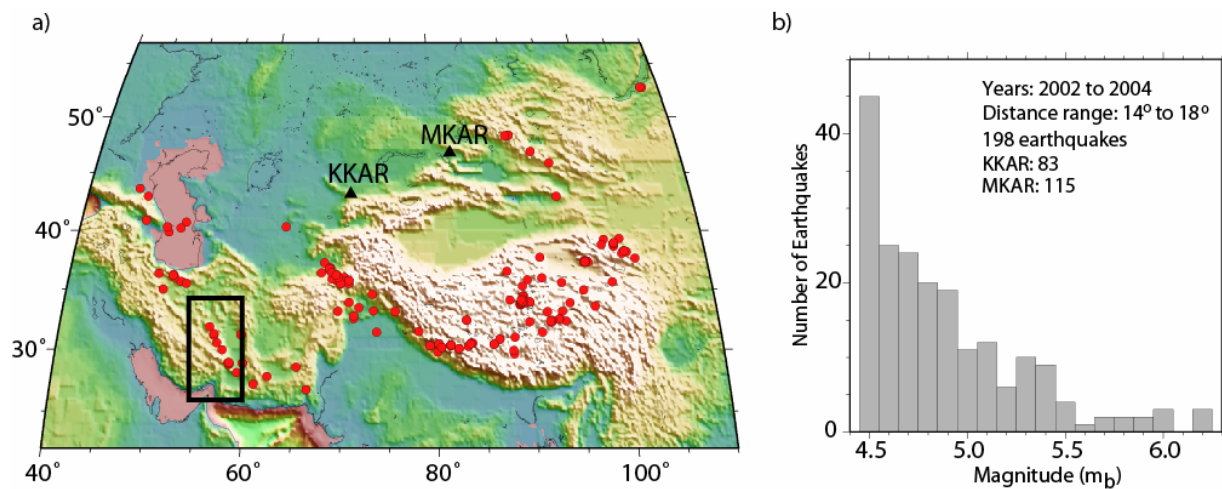 a)
50°
40°
30°
40°
60°
80°
100°
MKAR
KKAR
b)
Years: 2002 to 2004
Distance range: 14° to 18°
198 earthquakes
KKAR: 83
MKAR: 115
Number of Earthquakes
40
20
0
4.5
5.0
5.5
6.0
Magnitude (mb)